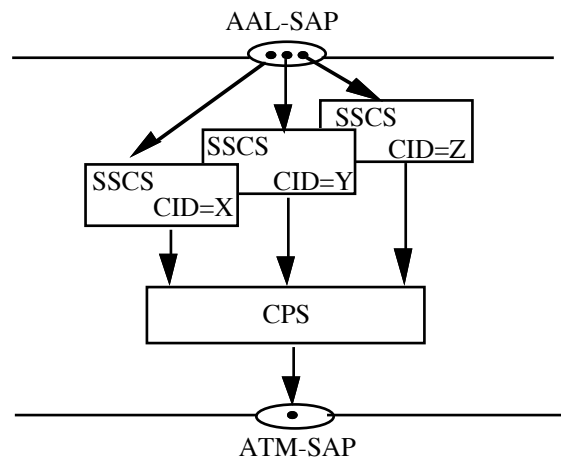 AAL-SAP
SSCS
CID=Z
SSCS
CID=Y
SSCS
CID=X
CPS
ATM-SAP